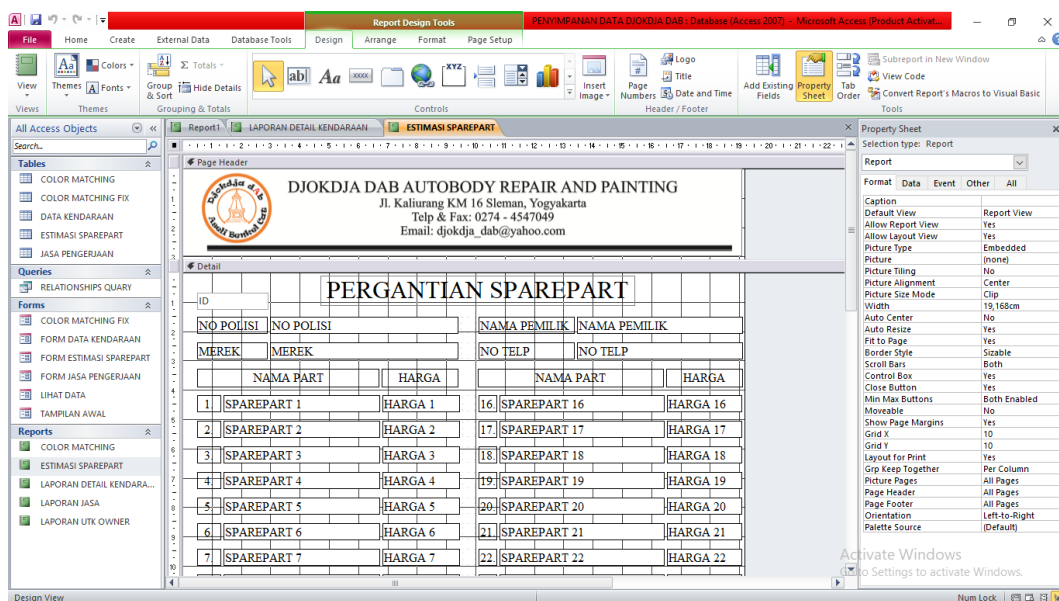 Report Design Tools
PENYIMPANAN DATA DJOKDJA DAB : Database (Access 2007) - Microsoft Access (Product Activat...
File Home Create External Data Database Tools Design Arrange Format Page Setup
View
Views
Themes
Colors
Fonts
Themes
Group & Sort
Totals
Hide Details
Grouping & Totals
ab|
Aa
xxxx
XYZ
Controls
Insert Image
Page Numbers
Logo
Title
Date and Time
Header / Footer
Add Existing Fields
Property Sheet
Tab Order
Subreport in New Window
View Code
Convert Report's Macros to Visual Basic
Tools
All Access Objects
Search...
Tables
COLOR MATCHING
COLOR MATCHING FIX
DATA KENDARAAN
ESTIMASI SPAREPART
JASA PENGERJAAN
Queries
RELATIONSHIPS QUARY
Forms
COLOR MATCHING FIX
FORM DATA KENDARAAN
FORM ESTIMASI SPAREPART
FORM JASA PENGERJAAN
LIHAT DATA
TAMPILAN AWAL
Reports
COLOR MATCHING
ESTIMASI SPAREPART
LAPORAN DETAIL KENDARA...
LAPORAN JASA
LAPORAN UTK OWNER
Report1 LAPORAN DETAIL KENDARAAN ESTIMASI SPAREPART
Page Header
DJOKDJA DAB AUTOBODY REPAIR AND PAINTING
Jl. Kaliurang KM 16 Sleman, Yogyakarta
Telp & Fax: 0274 - 4547049
Email: djokdja_dab@yahoo.com
Detail
PERGANTIAN SPAREPART
ID
NO POLISI NO POLISI NAMA PEMILIK NAMA PEMILIK
MEREK MEREK NO TELP NO TELP
NAMA PART HARGA NAMA PART HARGA
1. SPAREPART 1 HARGA 1 16. SPAREPART 16 HARGA 16
2. SPAREPART 2 HARGA 2 17. SPAREPART 17 HARGA 17
3. SPAREPART 3 HARGA 3 18. SPAREPART 18 HARGA 18
4. SPAREPART 4 HARGA 4 19. SPAREPART 19 HARGA 19
5. SPAREPART 5 HARGA 5 20. SPAREPART 20 HARGA 20
6. SPAREPART 6 HARGA 6 21. SPAREPART 21 HARGA 21
7. SPAREPART 7 HARGA 7 22. SPAREPART 22 HARGA 22
Property Sheet
Selection type: Report
Report
Format Data Event Other All
Caption
Default View Report View
Allow Report View Yes
Allow Layout View Yes
Picture Type Embedded
Picture (none)
Picture Tiling No
Picture Alignment Center
Picture Size Mode Clip
Width 19,168cm
Auto Center No
Auto Resize Yes
Fit to Page Yes
Border Style Sizable
Scroll Bars Both
Control Box Yes
Close Button Yes
Min Max Buttons Both Enabled
Moveable No
Show Page Margins Yes
Grid X 10
Grid Y 10
Layout for Print Yes
Grp Keep Together Per Column
Picture Pages All Pages
Page Header All Pages
Page Footer All Pages
Orientation Left-to-Right
Palette Source (Default)
Activate Windows
Go to Settings to activate Windows.
Design View
Num Lock